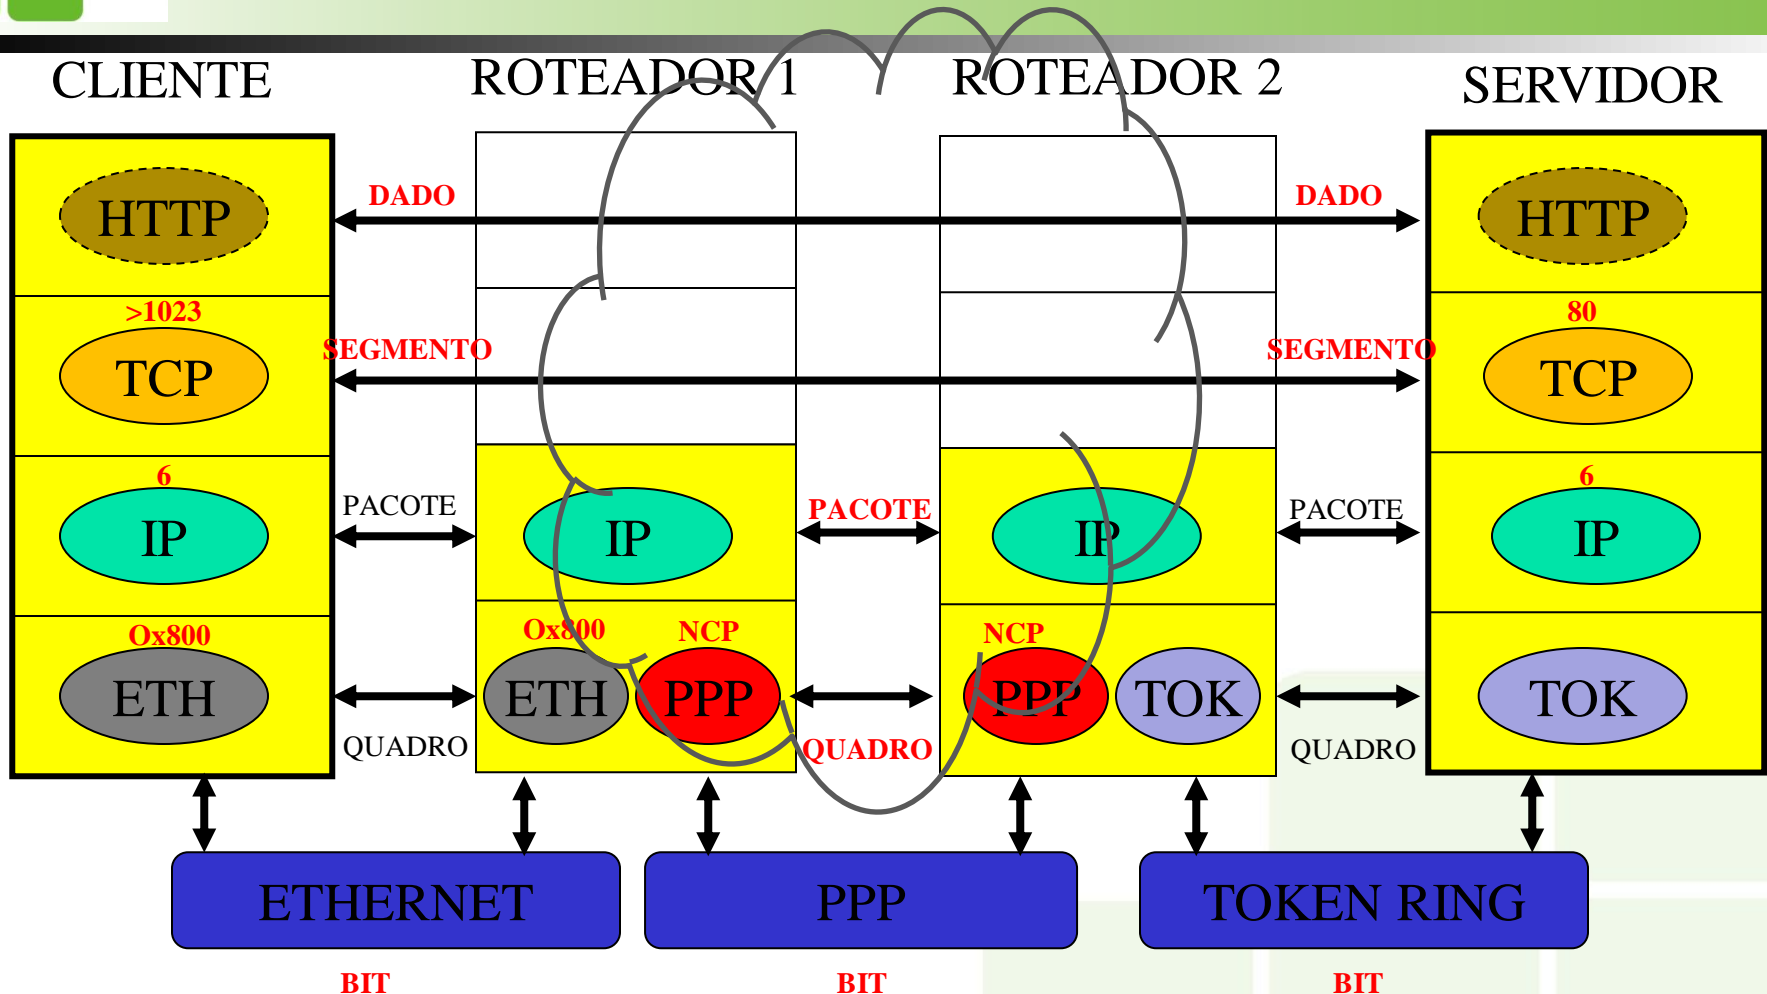 CLIENTE
ROTEADOR 1
ROTEADOR 2
SERVIDOR
HTTP
DADO
DADO
HTTP
>1023
80
SEGMENTO
SEGMENTO
TCP
TCP
6
6
PACOTE
PACOTE
PACOTE
IP
IP
IP
IP
Ox800
Ox800
NCP
NCP
ETH
ETH
PPP
PPP
TOK
TOK
QUADRO
QUADRO
QUADRO
ETHERNET
PPP
TOKEN RING
BIT
BIT
BIT